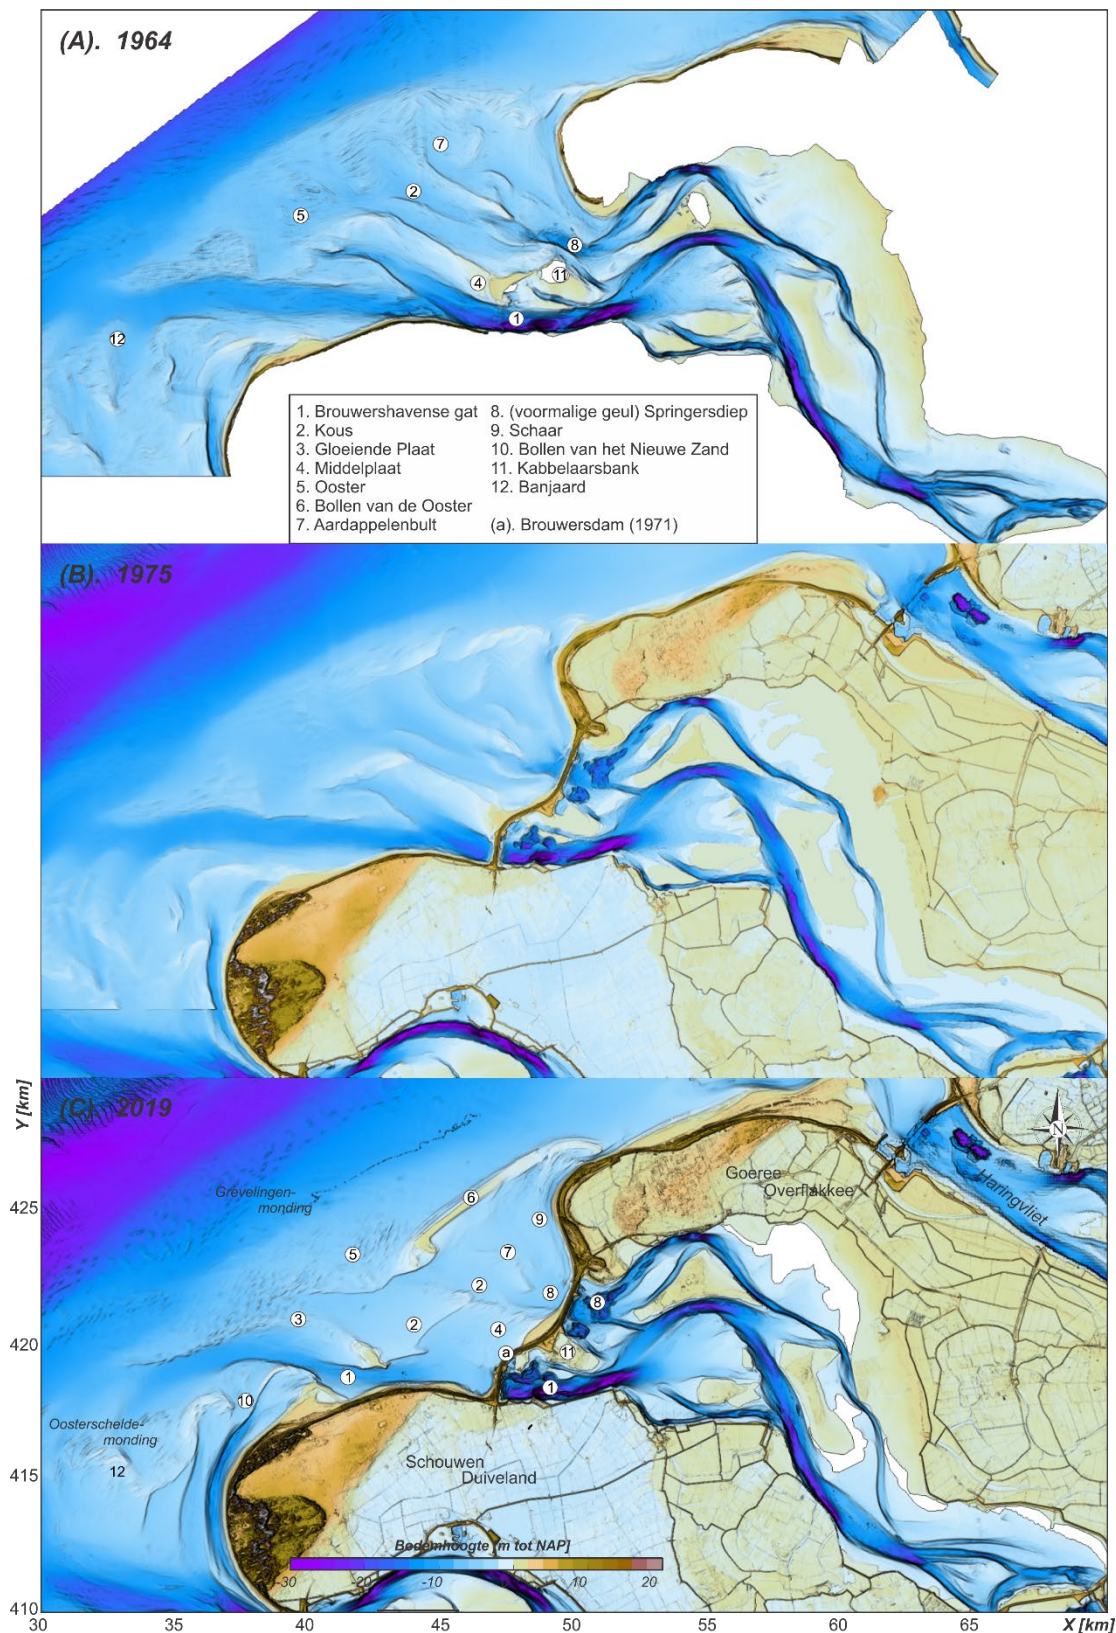 (A). 1964
7
2
5
8
4
11
1
12
1. Brouwershavense gat
2. Kous
3. Gloeiende Plaat
4. Middelplaat
5. Ooster
6. Bollen van de Ooster
7. Aardappelenbult
8. (voormalige geul) Springersdiep
9. Schaar
10. Bollen van het Nieuwe Zand
11. Kabbelaarsbank
12. Banjaard
(a). Brouwersdam (1971)
(B). 1975
(C). 2019
Y [km]
N
Goeree
Overflakkee
Haringvliet
Grevelingen-
monding
6
9
5
7
2
8
8
3
2
4
a
11
1
1
10
Oosterschelde-
monding
12
Schouwen
Duiveland
Bodemhoogte [m tot NAP]
-30 -20 -10 0 10 20
425
420
415
410
30 35 40 45 50 55 60 65 X [km]